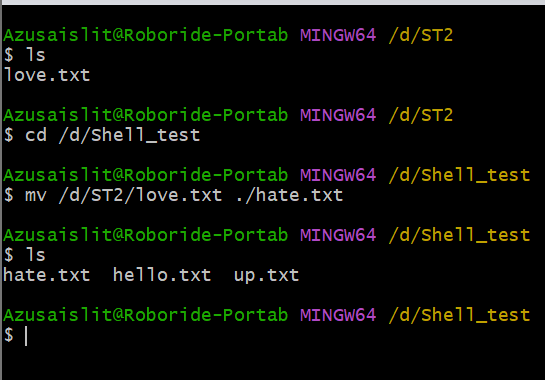 Azusaislit@Roboride-Portab MINGW64 /d/ST2
$ ls
love.txt
Azusaislit@Roboride-Portab MINGW64 /d/ST2
$ cd /d/Shell_test
Azusaislit@Roboride-Portab MINGW64 /d/Shell_test
$ mv /d/ST2/love.txt ./hate.txt
Azusaislit@Roboride-Portab MINGW64 /d/Shell_test
$ ls
hate.txt  hello.txt  up.txt
Azusaislit@Roboride-Portab MINGW64 /d/Shell_test
$